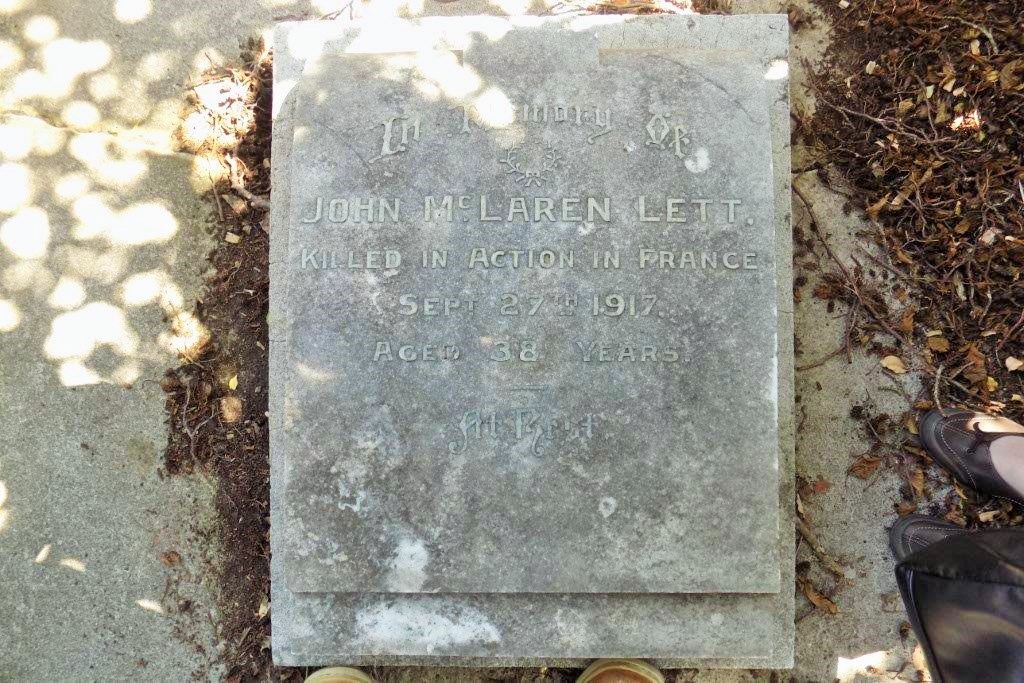 In Memory Of
JOHN McLAREN LETT.
KILLED IN ACTION IN FRANCE
SEPT 27TH 1917.
AGED 38 YEARS.
At Rest